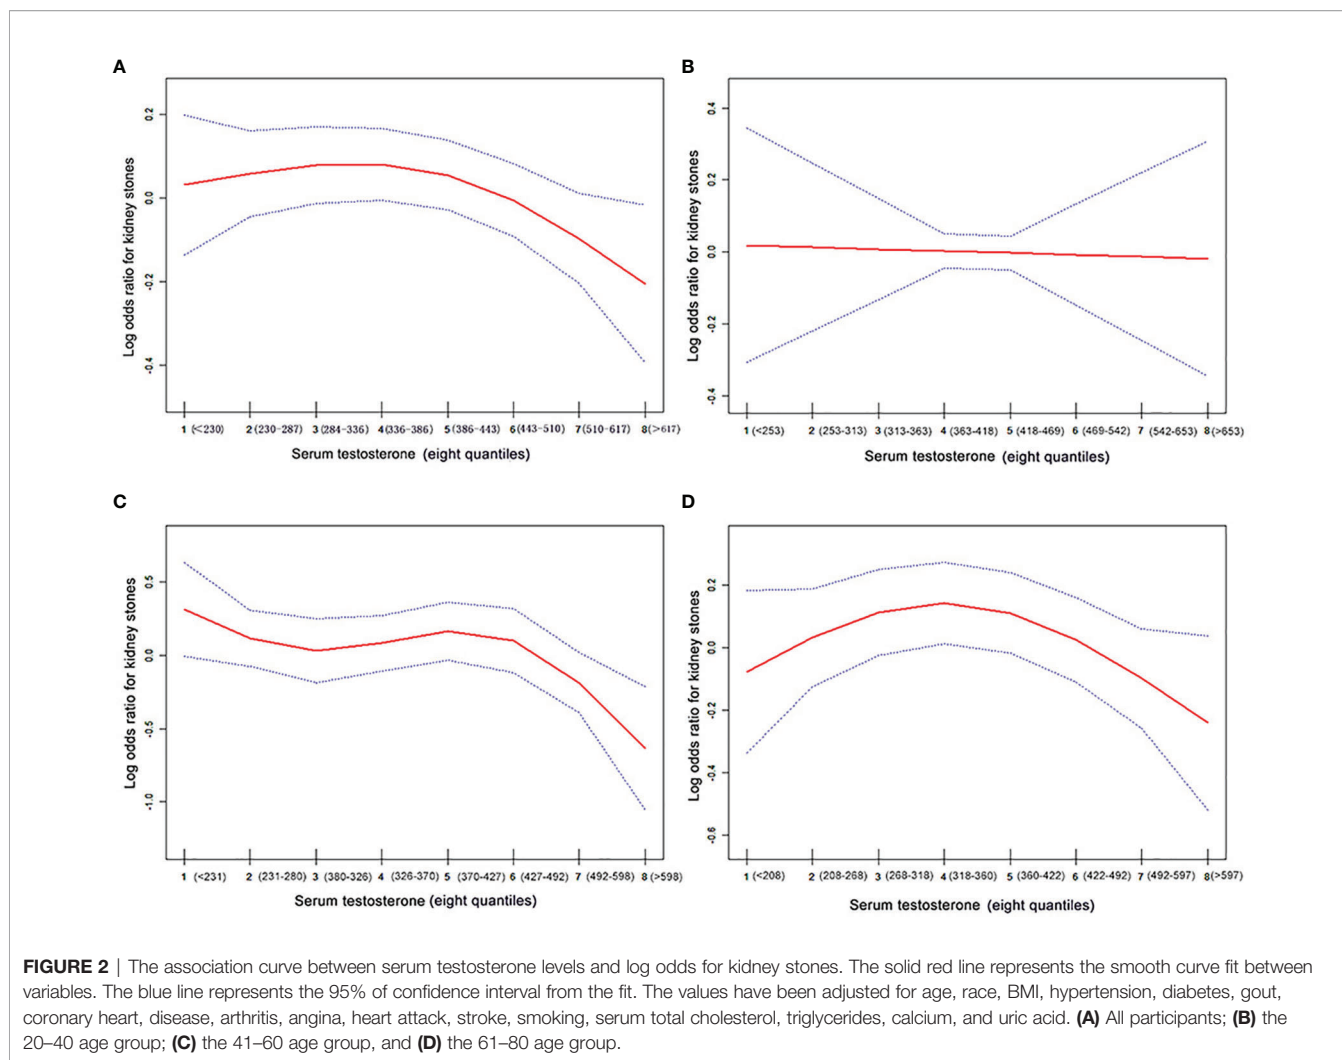 A
Log odds ratio for kidney stones
0.2
0.0
-0.2
-0.4
1 (<230) 2 (230-287) 3 (284-336) 4 (336-386) 5 (386-443) 6 (443-510) 7 (510-617) 8 (>617)
Serum testosterone (eight quantiles)
B
Log odds ratio for kidney stones
0.4
0.2
0.0
-0.2
-0.4
1 (<253) 2 (253-313) 3 (313-363) 4 (363-418) 5 (418-469) 6 (469-542) 7 (542-653) 8 (>653)
Serum testosterone (eight quantiles)
C
Log odds ratio for kidney stones
0.5
0.0
-0.5
-1.0
1 (<231) 2 (231-280) 3 (380-326) 4 (326-370) 5 (370-427) 6 (427-492) 7 (492-598) 8 (>598)
Serum testosterone (eight quantiles)
D
Log odds ratio for kidney stones
0.2
0.0
-0.2
-0.4
-0.6
1 (<208) 2 (208-268) 3 (268-318) 4 (318-360) 5 (360-422) 6 (422-492) 7 (492-597) 8 (>597)
Serum testosterone (eight quantiles)
FIGURE 2 | The association curve between serum testosterone levels and log odds for kidney stones. The solid red line represents the smooth curve fit between
variables. The blue line represents the 95% of confidence interval from the fit. The values have been adjusted for age, race, BMI, hypertension, diabetes, gout,
coronary heart, disease, arthritis, angina, heart attack, stroke, smoking, serum total cholesterol, triglycerides, calcium, and uric acid. (A) All participants; (B) the
20–40 age group; (C) the 41–60 age group, and (D) the 61–80 age group.